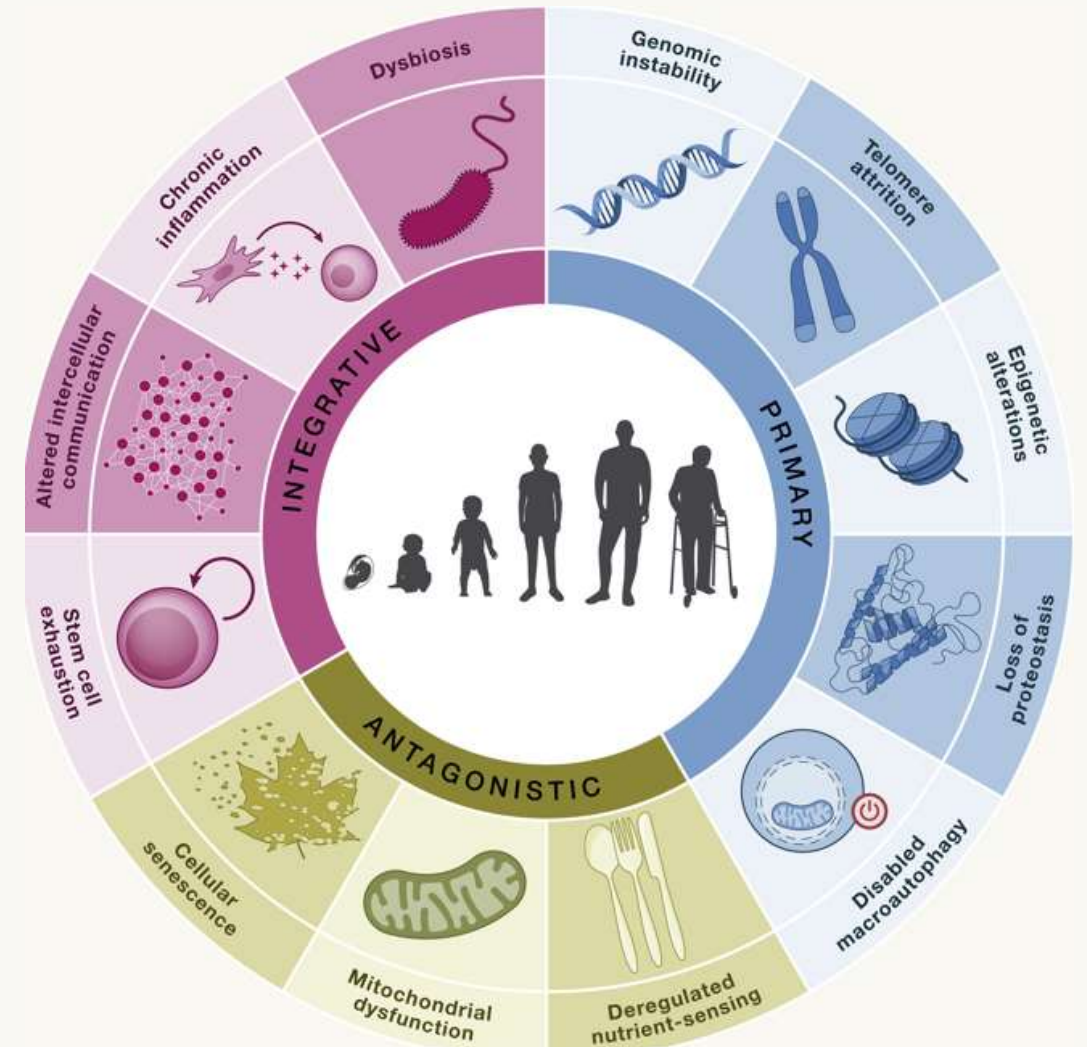 Dysbiosis
Genomic
instability
Telomere
attrition
Epigenetic
alterations
Loss of
proteostasis
Disabled
macroautophagy
Deregulated
nutrient-sensing
Mitochondrial
dysfunction
Cellular
senescence
Stem cell
exhaustion
Altered intercellular
communication
Chronic
inflammation
INTEGRATIVE
PRIMARY
ANTAGONISTIC